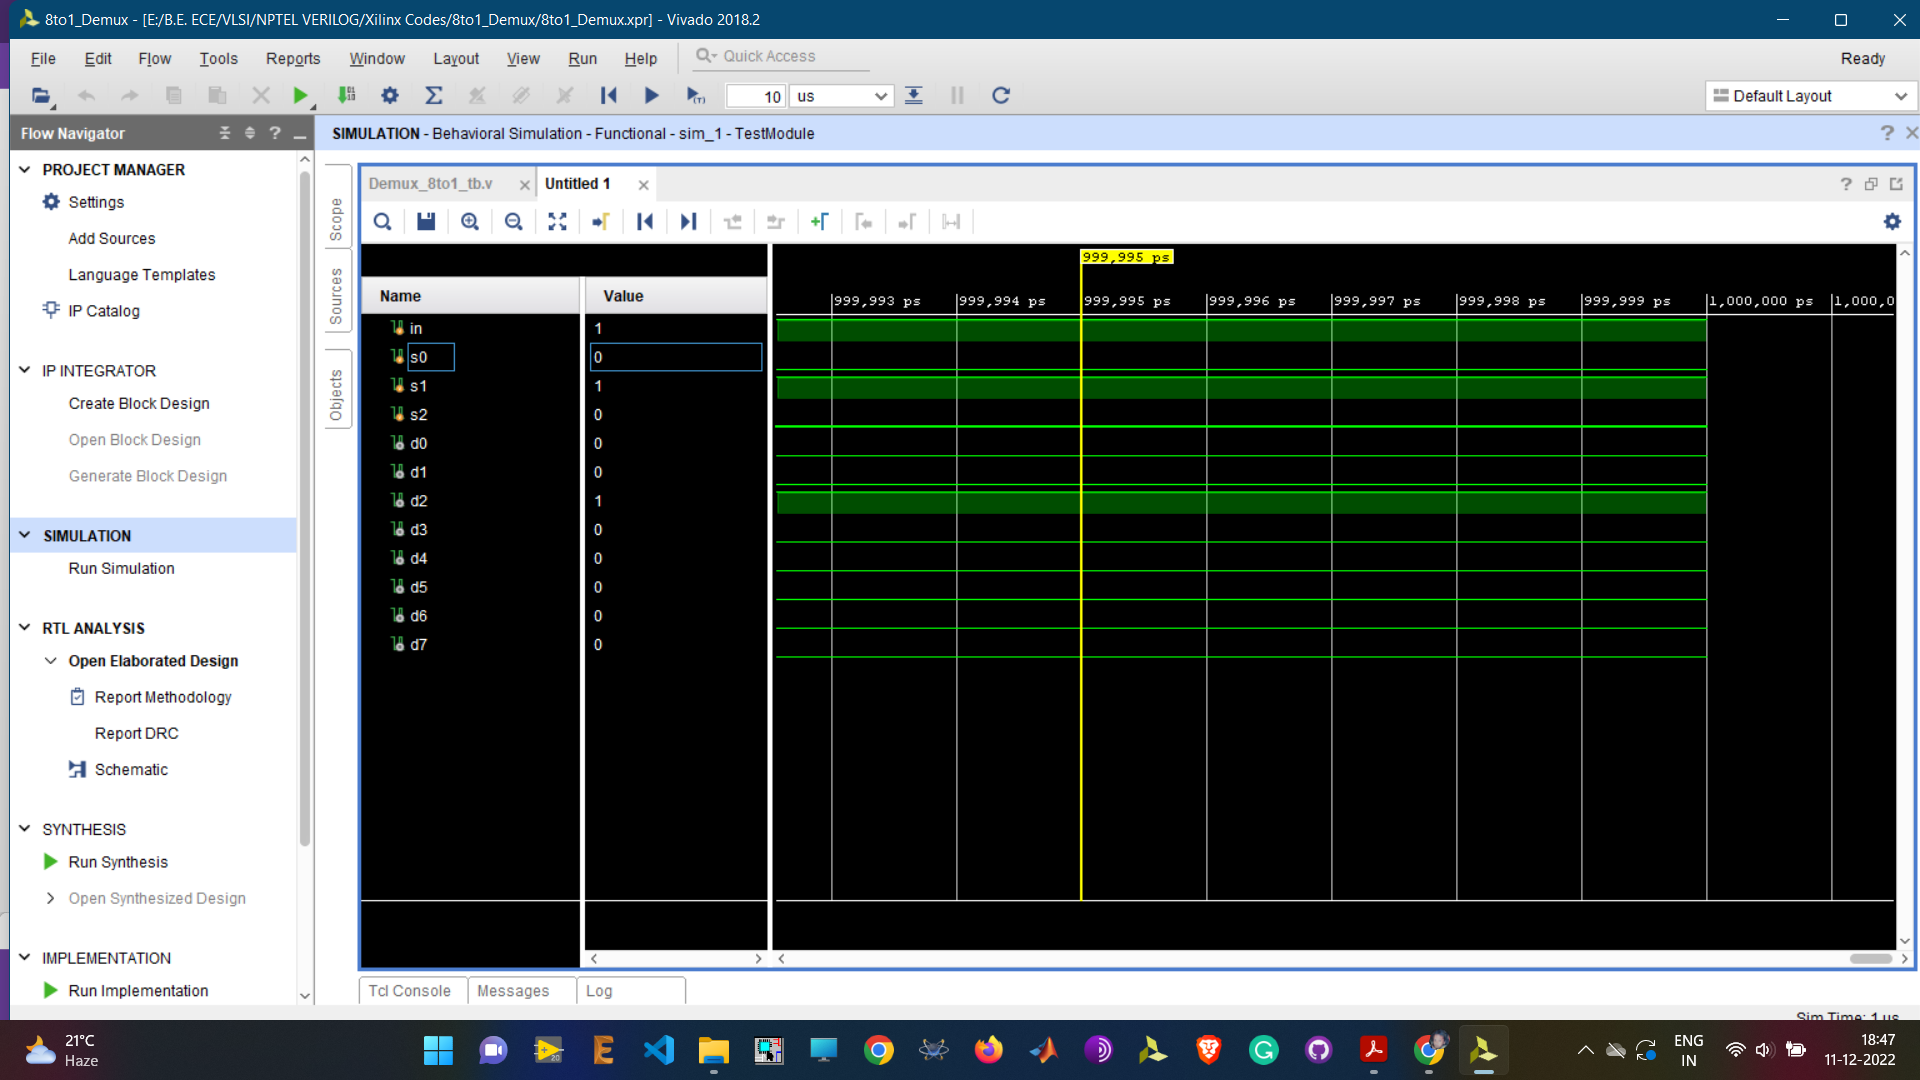 8to1_Demux - [E:/B.E. ECE/VLSI/NPTEL VERILOG/Xilinx Codes/8to1_Demux/8to1_Demux.xpr] - Vivado 2018.2
File Edit Flow Tools Reports Window Layout View Run Help Quick Access Ready
10 us Default Layout
Flow Navigator
SIMULATION - Behavioral Simulation - Functional - sim_1 - TestModule
PROJECT MANAGER
Settings
Add Sources
Language Templates
IP Catalog
IP INTEGRATOR
Create Block Design
Open Block Design
Generate Block Design
SIMULATION
Run Simulation
RTL ANALYSIS
Open Elaborated Design
Report Methodology
Report DRC
Schematic
SYNTHESIS
Run Synthesis
Open Synthesized Design
IMPLEMENTATION
Run Implementation
Scope
Sources
Objects
Demux_8to1_tb.v Untitled 1
999,995 ps
999,993 ps 999,994 ps 999,995 ps 999,996 ps 999,997 ps 999,998 ps 999,999 ps 1,000,000 ps 1,000,0
Name Value
in 1
s0 0
s1 1
s2 0
d0 0
d1 0
d2 1
d3 0
d4 0
d5 0
d6 0
d7 0
Tcl Console Messages Log
Sim Time: 1 us
21°C
Haze
ENG
IN
18:47
11-12-2022